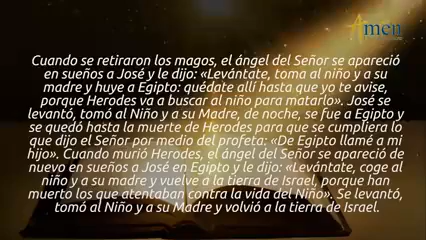 Amen
Cuando se retiraron los magos, el ángel del Señor se apareció
en sueños a José y le dijo: «Levántate, toma al niño y a su
madre y huye a Egipto: quédate allí hasta que yo te avise,
porque Herodes va a buscar al niño para matarlo». José se
levantó, tomó al Niño y a su Madre, de noche, se fue a Egipto y
se quedó hasta la muerte de Herodes para que se cumpliera lo
que dijo el Señor por medio del profeta: «De Egipto llamé a mi
hijo». Cuando murió Herodes, el ángel del Señor se apareció de
nuevo en sueños a José en Egipto y le dijo: «Levántate, coge al
niño y a su madre y vuelve a la tierra de Israel, porque han
muerto los que atentaban contra la vida del Niño». Se levantó,
tomó al Niño y a su Madre y volvió a la tierra de Israel.